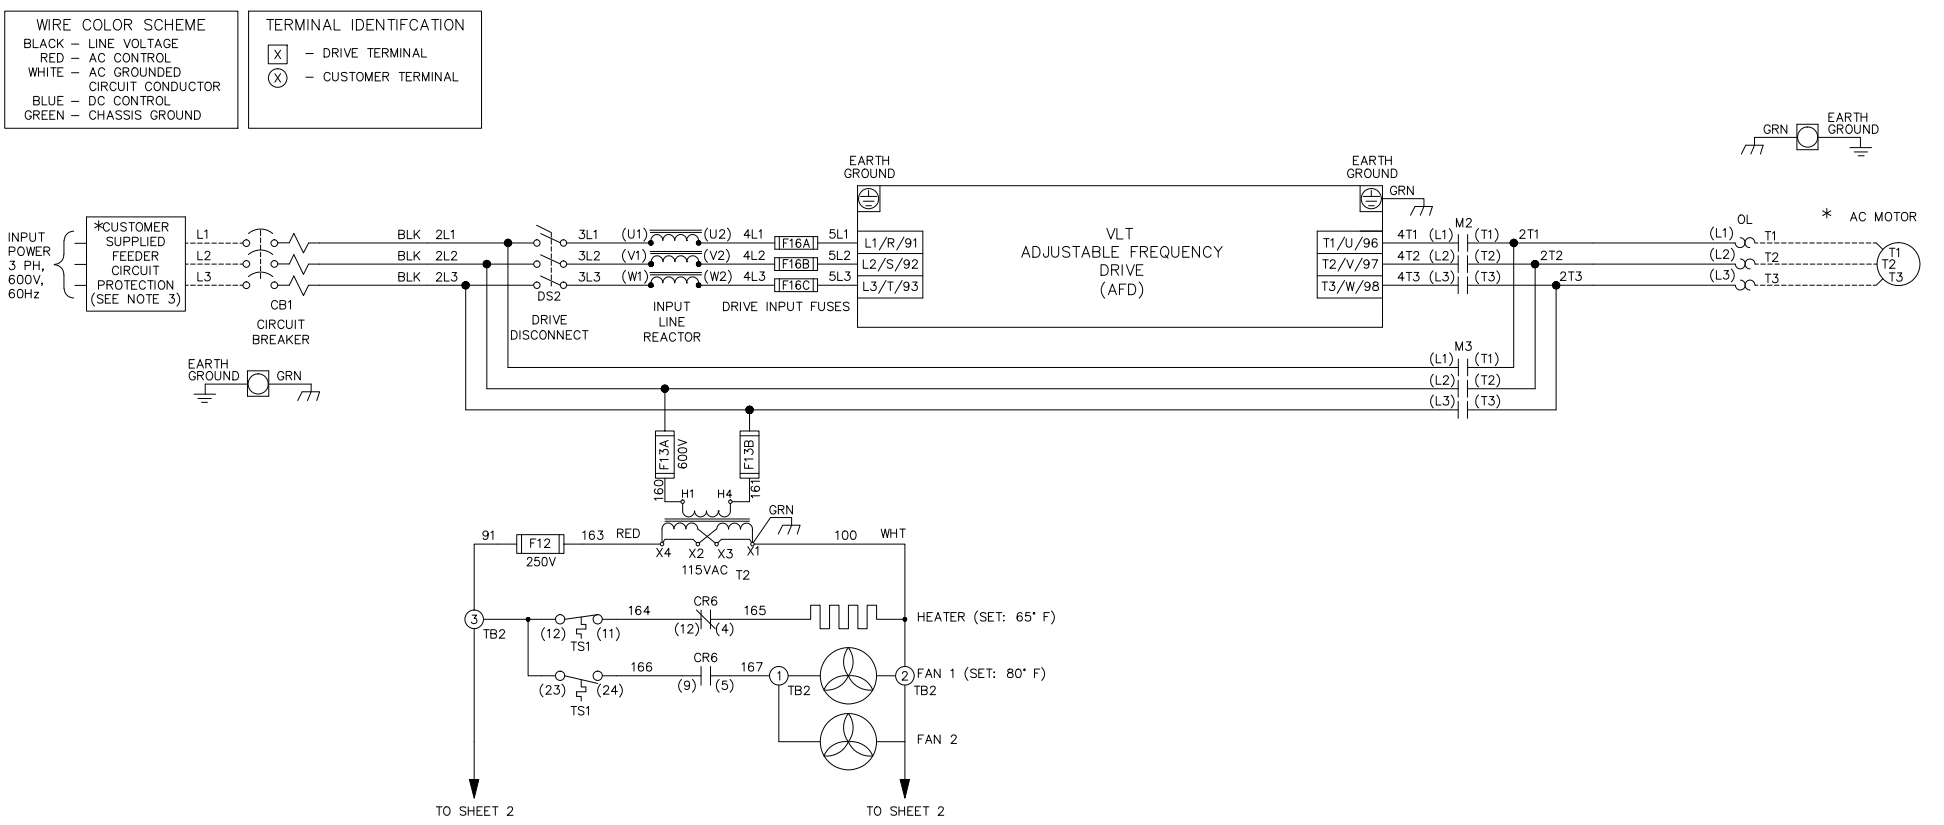 WIRE COLOR SCHEME
BLACK – LINE VOLTAGE
RED – AC CONTROL
WHITE – AC GROUNDED
CIRCUIT CONDUCTOR
BLUE – DC CONTROL
GREEN – CHASSIS GROUND
TERMINAL IDENTIFCATION
X – DRIVE TERMINAL
X – CUSTOMER TERMINAL
INPUT
POWER
3 PH,
600V,
60Hz
*CUSTOMER
SUPPLIED
FEEDER
CIRCUIT
PROTECTION
(SEE NOTE 3)
L1
L2
L3
CB1
CIRCUIT
BREAKER
BLK 2L1
BLK 2L2
BLK 2L3
DS2
DRIVE
DISCONNECT
3L1
3L2
3L3
(U1) (U2)
(V1) (V2)
(W1) (W2)
INPUT
LINE
REACTOR
4L1
4L2
4L3
F16A
F16B
F16C
DRIVE INPUT FUSES
5L1
5L2
5L3
EARTH
GROUND
L1/R/91
L2/S/92
L3/T/93
VLT
ADJUSTABLE FREQUENCY
DRIVE
(AFD)
EARTH
GROUND
GRN
T1/U/96
T2/V/97
T3/W/98
4T1 (L1)
4T2 (L2)
4T3 (L3)
M2
(T1) 2T1
(T2) 2T2
(T3) 2T3
OL
(L1) T1
(L2) T2
(L3) T3
* AC MOTOR
T1
T2
T3
GRN
EARTH
GROUND
EARTH
GROUND
GRN
M3
(L1) (T1)
(L2) (T2)
(L3) (T3)
F13A
600V
F13B
160
161
H1 H4
GRN
91
F12
250V
163 RED
X4 X2 X3 X1
115VAC T2
100 WHT
3
TB2
(12) (11)
TS1
164
CR6
(12) (4)
165
HEATER (SET: 65° F)
(23) (24)
TS1
166
CR6
(9) (5)
167
1
TB2
2
TB2
FAN 1 (SET: 80° F)
FAN 2
TO SHEET 2
TO SHEET 2